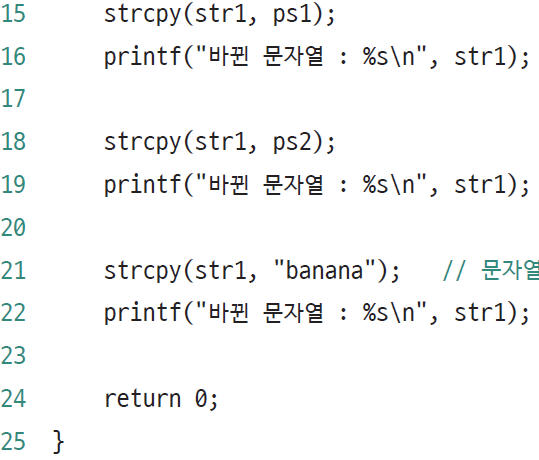 15 strcpy(str1, ps1);
16 printf("바뀐 문자열 : %s\n", str1);
17
18 strcpy(str1, ps2);
19 printf("바뀐 문자열 : %s\n", str1);
20
21 strcpy(str1, "banana"); // 문자열
22 printf("바뀐 문자열 : %s\n", str1);
23
24 return 0;
25 }